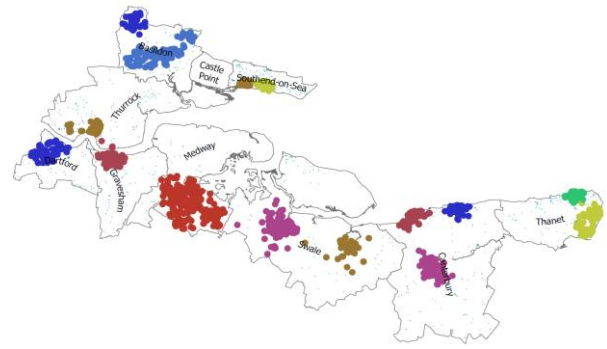 Basildon
Castle
Point
Southend-on-Sea
Thurrock
Medway
Dartford
Gravesham
Swale
Canterbury
Thanet